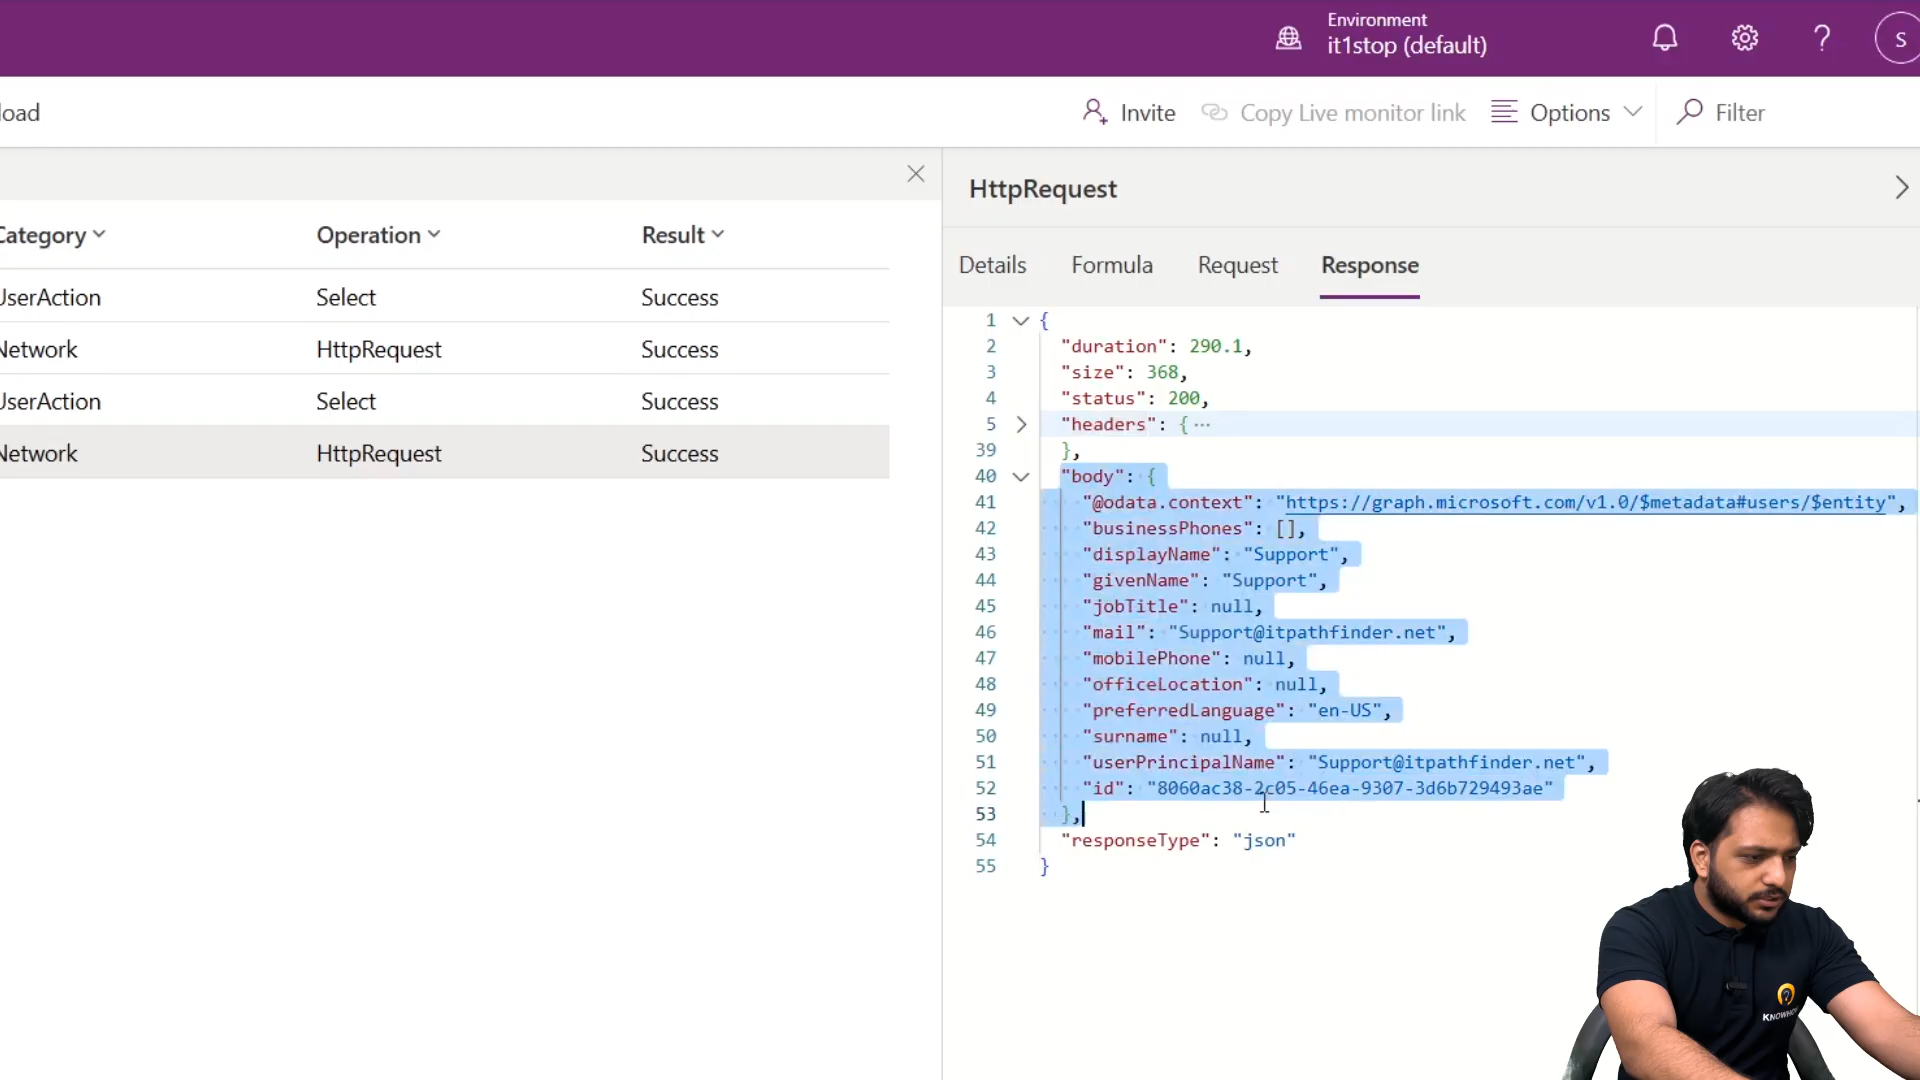 Environment
it1stop (default)
S
load
Invite
Copy Live monitor link
Options
Filter
HttpRequest
Category
Operation
Result
Details
Formula
Request
Response
UserAction
Select
Success
Network
HttpRequest
Success
UserAction
Select
Success
Network
HttpRequest
Success
1 {
2 "duration": 290.1,
3 "size": 368,
4 "status": 200,
5 "headers": { ...
39 },
40 "body": {
41 "@odata.context": "https://graph.microsoft.com/v1.0/$metadata#users/$entity",
42 "businessPhones": [],
43 "displayName": "Support",
44 "givenName": "Support",
45 "jobTitle": null,
46 "mail": "Support@itpathfinder.net",
47 "mobilePhone": null,
48 "officeLocation": null,
49 "preferredLanguage": "en-US",
50 "surname": null,
51 "userPrincipalName": "Support@itpathfinder.net",
52 "id": "8060ac38-2c05-46ea-9307-3d6b729493ae"
53 },
54 "responseType": "json"
55 }